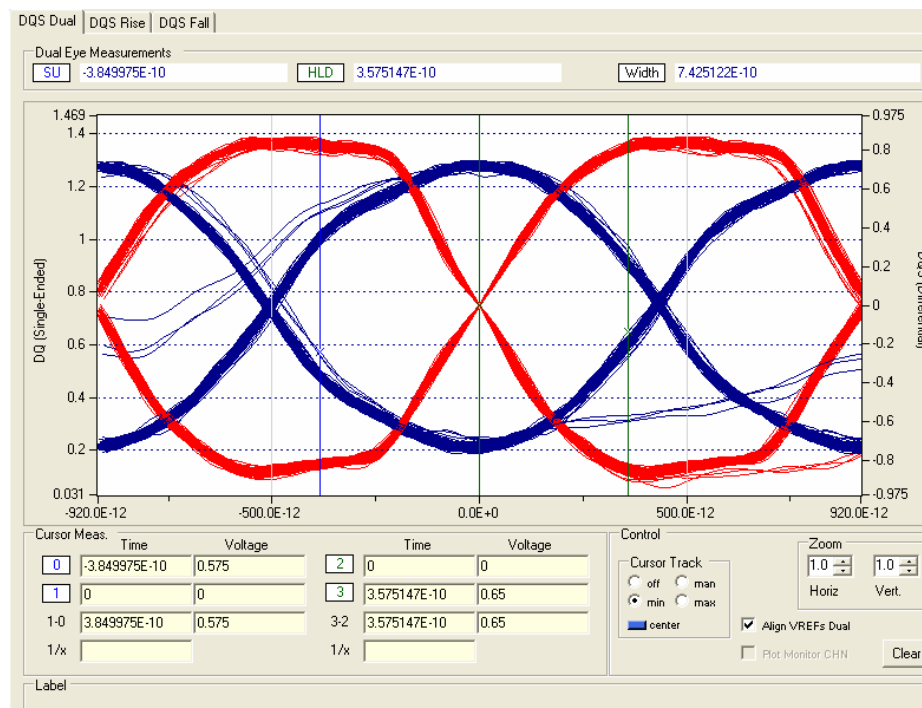 DQS Dual DQS Rise DQS Fall
Dual Eye Measurements
SU -3.849975E-10 HLD 3.575147E-10 Width 7.425122E-10
1.469 0.975
1.4
0.8
1.2
0.6
0.4
1
0.2
0.8 0
DQ (Single-Ended)
DQS (Differential)
0.6 -0.2
-0.4
0.4
-0.6
0.2
-0.8
0.031 -0.975
-920.0E-12 -500.0E-12 0.0E+0 500.0E-12 920.0E-12
Cursor Meas.
Time Voltage Time Voltage
0 -3.849975E-10 0.575 2 0 0
1 0 0 3 3.575147E-10 0.65
1-0 3.849975E-10 0.575 3-2 3.575147E-10 0.65
1/x 1/x
Control
Cursor Track
off man
min max
center
Zoom
1.0 1.0
Horiz Vert.
Align VREFs Dual
Plot Monitor CHN
Clear
Label